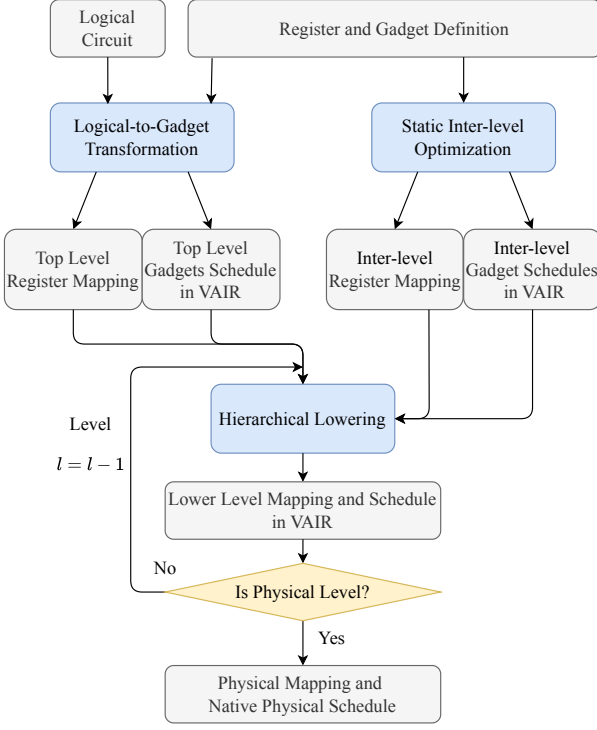 Logical
Circuit
Register and Gadget Definition
Logical-to-Gadget
Transformation
Static Inter-level
Optimization
Top Level
Register Mapping
Top Level
Gadgets Schedule
in VAIR
Inter-level
Register Mapping
Inter-level
Gadget Schedules
in VAIR
Level
l = l − 1
Hierarchical Lowering
Lower Level Mapping and Schedule
in VAIR
No
Is Physical Level?
Yes
Physical Mapping and
Native Physical Schedule